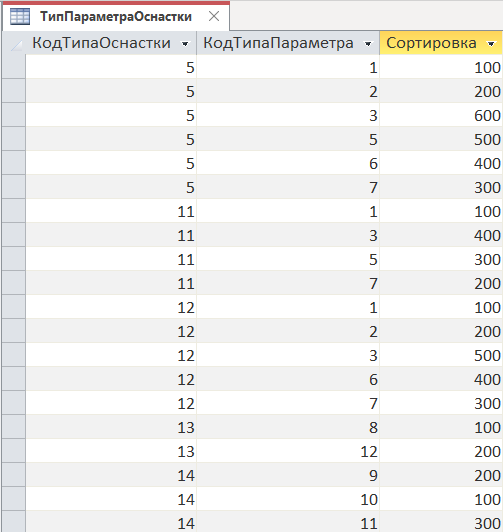 ТипПараметраОснастки
КодТипаОснастки КодТипаПараметра Сортировка
5 1 100
5 2 200
5 3 600
5 5 500
5 6 400
5 7 300
11 1 100
11 3 400
11 5 300
11 7 200
12 1 100
12 2 200
12 3 500
12 6 400
12 7 300
13 8 100
13 12 200
14 9 200
14 10 100
14 11 300